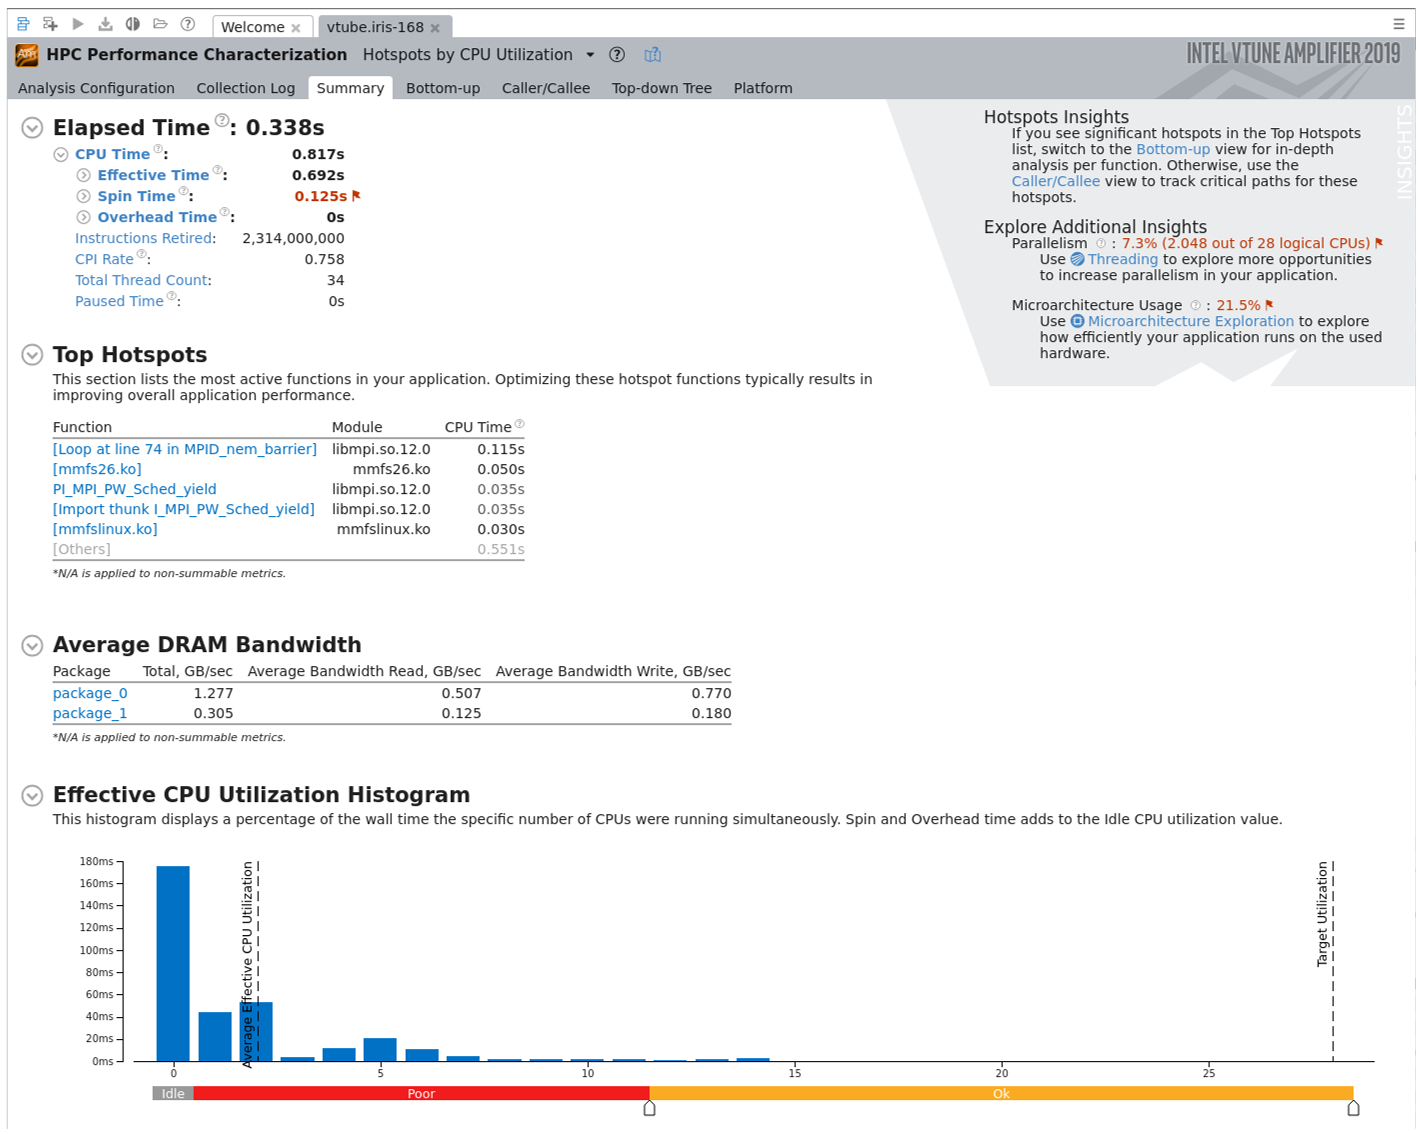 Welcome
vtube.iris-168
HPC Performance Characterization Hotspots by CPU Utilization
INTEL VTUNE AMPLIFIER 2019
Analysis Configuration Collection Log Summary Bottom-up Caller/Callee Top-down Tree Platform
Elapsed Time ?: 0.338s
CPU Time ?: 0.817s
Effective Time ?: 0.692s
Spin Time ?: 0.125s
Overhead Time ?: 0s
Instructions Retired: 2,314,000,000
CPI Rate ?: 0.758
Total Thread Count: 34
Paused Time ?: 0s
INSIGHTS
Hotspots Insights
If you see significant hotspots in the Top Hotspots
list, switch to the Bottom-up view for in-depth
analysis per function. Otherwise, use the
Caller/Callee view to track critical paths for these
hotspots.
Explore Additional Insights
Parallelism ? : 7.3% (2.048 out of 28 logical CPUs)
Use Threading to explore more opportunities
to increase parallelism in your application.
Microarchitecture Usage ? : 21.5%
Use Microarchitecture Exploration to explore
how efficiently your application runs on the used
hardware.
Top Hotspots
This section lists the most active functions in your application. Optimizing these hotspot functions typically results in
improving overall application performance.
Function Module CPU Time ?
[Loop at line 74 in MPID_nem_barrier] libmpi.so.12.0 0.115s
[mmfs26.ko] mmfs26.ko 0.050s
PI_MPI_PW_Sched_yield libmpi.so.12.0 0.035s
[Import thunk I_MPI_PW_Sched_yield] libmpi.so.12.0 0.035s
[mmfslinux.ko] mmfslinux.ko 0.030s
[Others] 0.551s
*N/A is applied to non-summable metrics.
Average DRAM Bandwidth
Package Total, GB/sec Average Bandwidth Read, GB/sec Average Bandwidth Write, GB/sec
package_0 1.277 0.507 0.770
package_1 0.305 0.125 0.180
*N/A is applied to non-summable metrics.
Effective CPU Utilization Histogram
This histogram displays a percentage of the wall time the specific number of CPUs were running simultaneously. Spin and Overhead time adds to the Idle CPU utilization value.
180ms
160ms
140ms
120ms
100ms
80ms
60ms
40ms
20ms
0ms
Average Effective CPU Utilization
Target Utilization
0 5 10 15 20 25
Idle Poor Ok